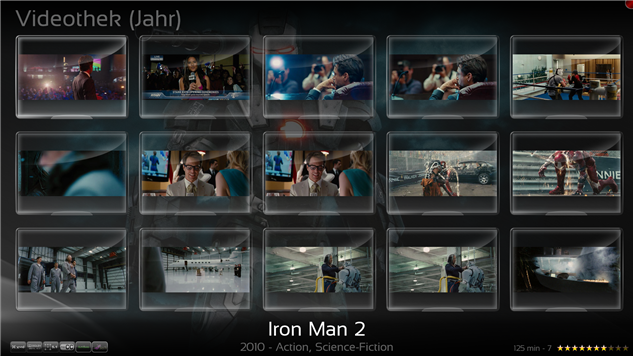 Videothek (Jahr)
Iron Man 2
2010 - Action, Science-Fiction
125 min - 7